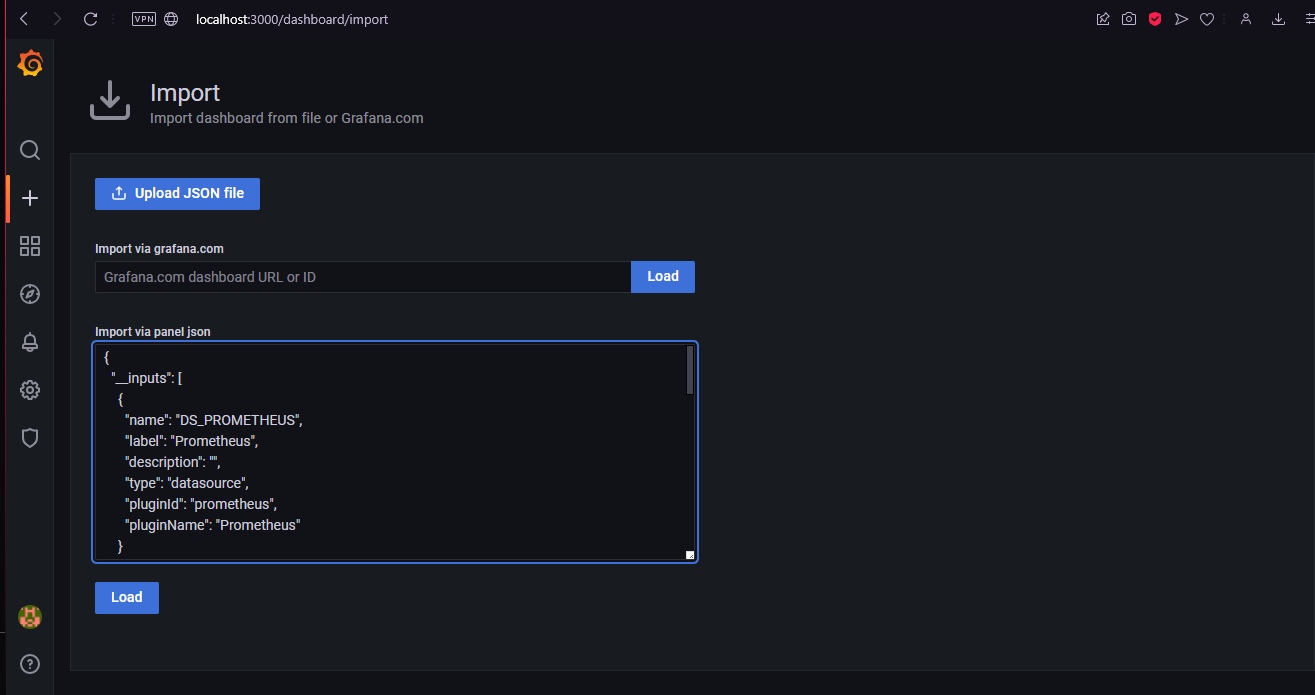 VPN
localhost:3000/dashboard/import
Import
Import dashboard from file or Grafana.com
Upload JSON file
Import via grafana.com
Grafana.com dashboard URL or ID
Load
Import via panel json
{
"__inputs": [
{
"name": "DS_PROMETHEUS",
"label": "Prometheus",
"description": "",
"type": "datasource",
"pluginId": "prometheus",
"pluginName": "Prometheus"
}
Load